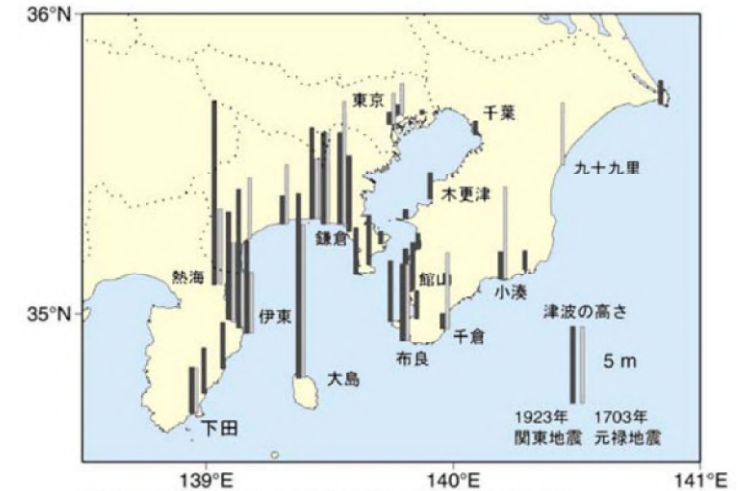 36°N
東京
千葉
九十九里
木更津
鎌倉
熱海
館山
小湊
津波の高さ
35°N
伊東
千倉
布良
5 m
大島
1923年 1703年
関東地震 元禄地震
下田
139°E
140°E
141°E